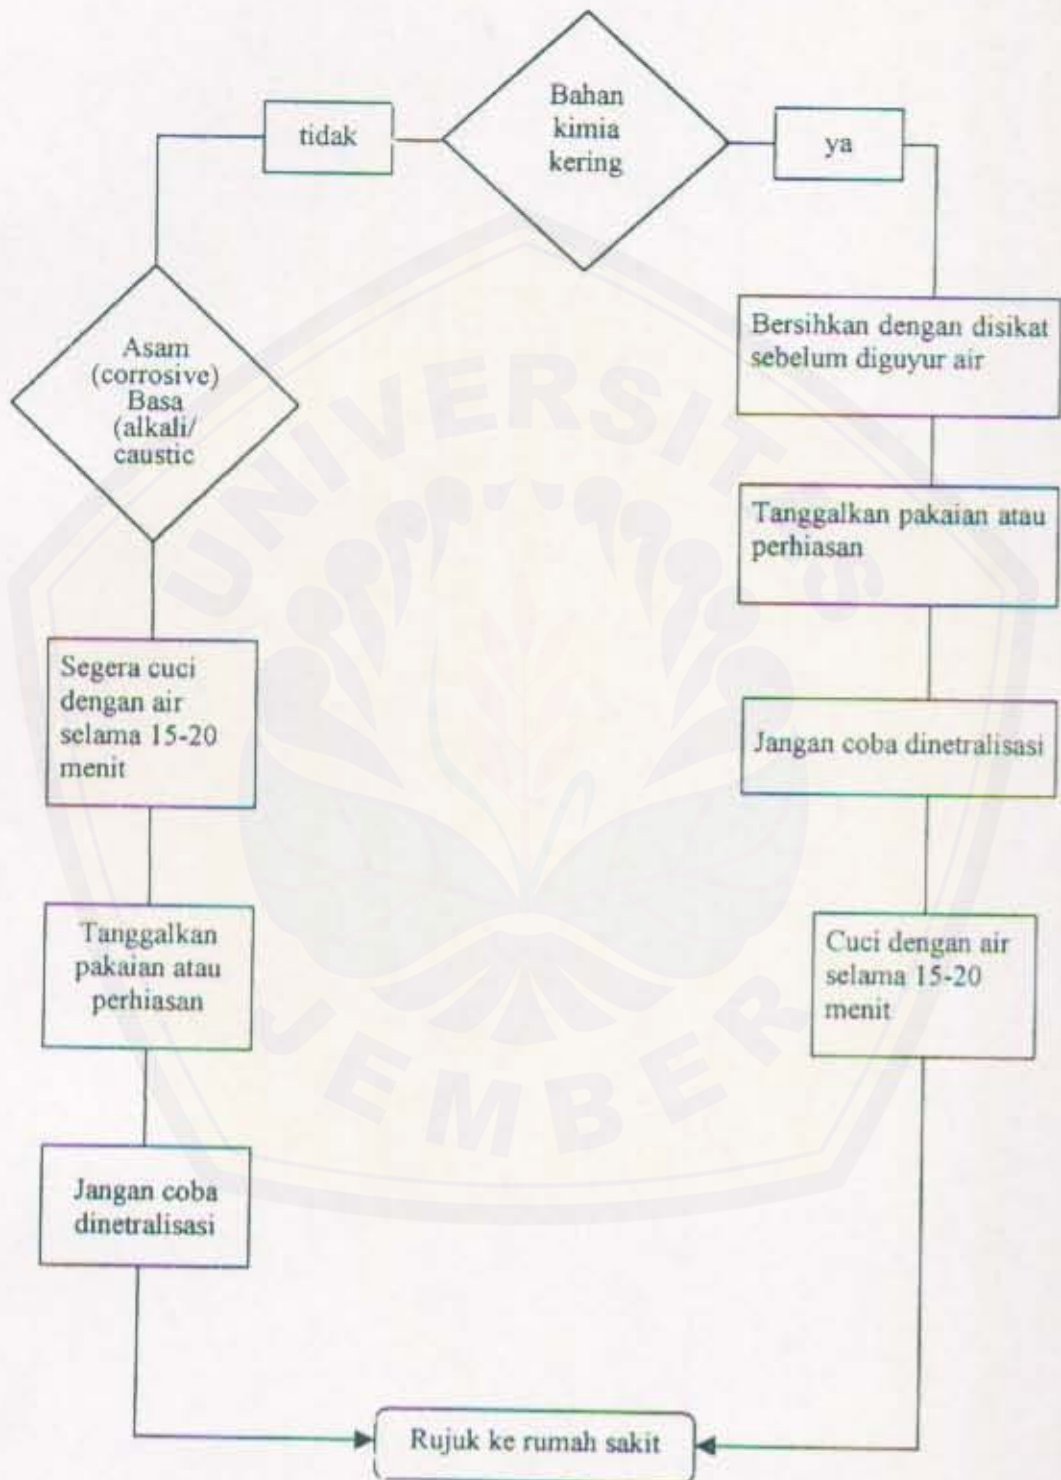 Bahan
kimia
kering
tidak
ya
Asam
(corrosive)
Basa
(alkali/
caustic
Bersihkan dengan disikat
sebelum diguyur air
Tanggalkan pakaian atau
perhiasan
Segera cuci
dengan air
selama 15-20
menit
Jangan coba dinetralisasi
Tanggalkan
pakaian atau
perhiasan
Cuci dengan air
selama 15-20
menit
Jangan coba
dinetralisasi
Rujuk ke rumah sakit
UNIVERSITS
JEMBER